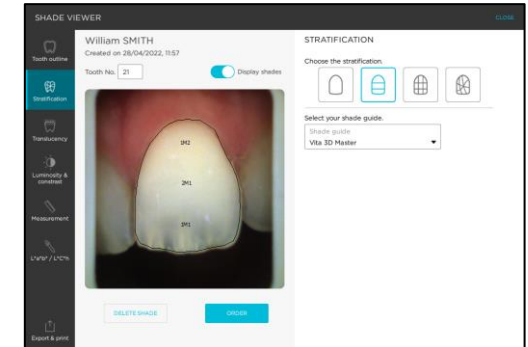 SHADE VIEWER
CLOSE
Tooth outline
Stratification
Translucency
Luminosity &
constrast
Measurement
L*a*b* / L*C*h
Export & print
William SMITH
Created on 28/04/2022, 11:57
Tooth No. 21
Display shades
1M2
2M1
1M1
DELETE SHADE
ORDER
STRATIFICATION
Choose the stratification.
Select your shade guide.
Shade guide
Vita 3D Master